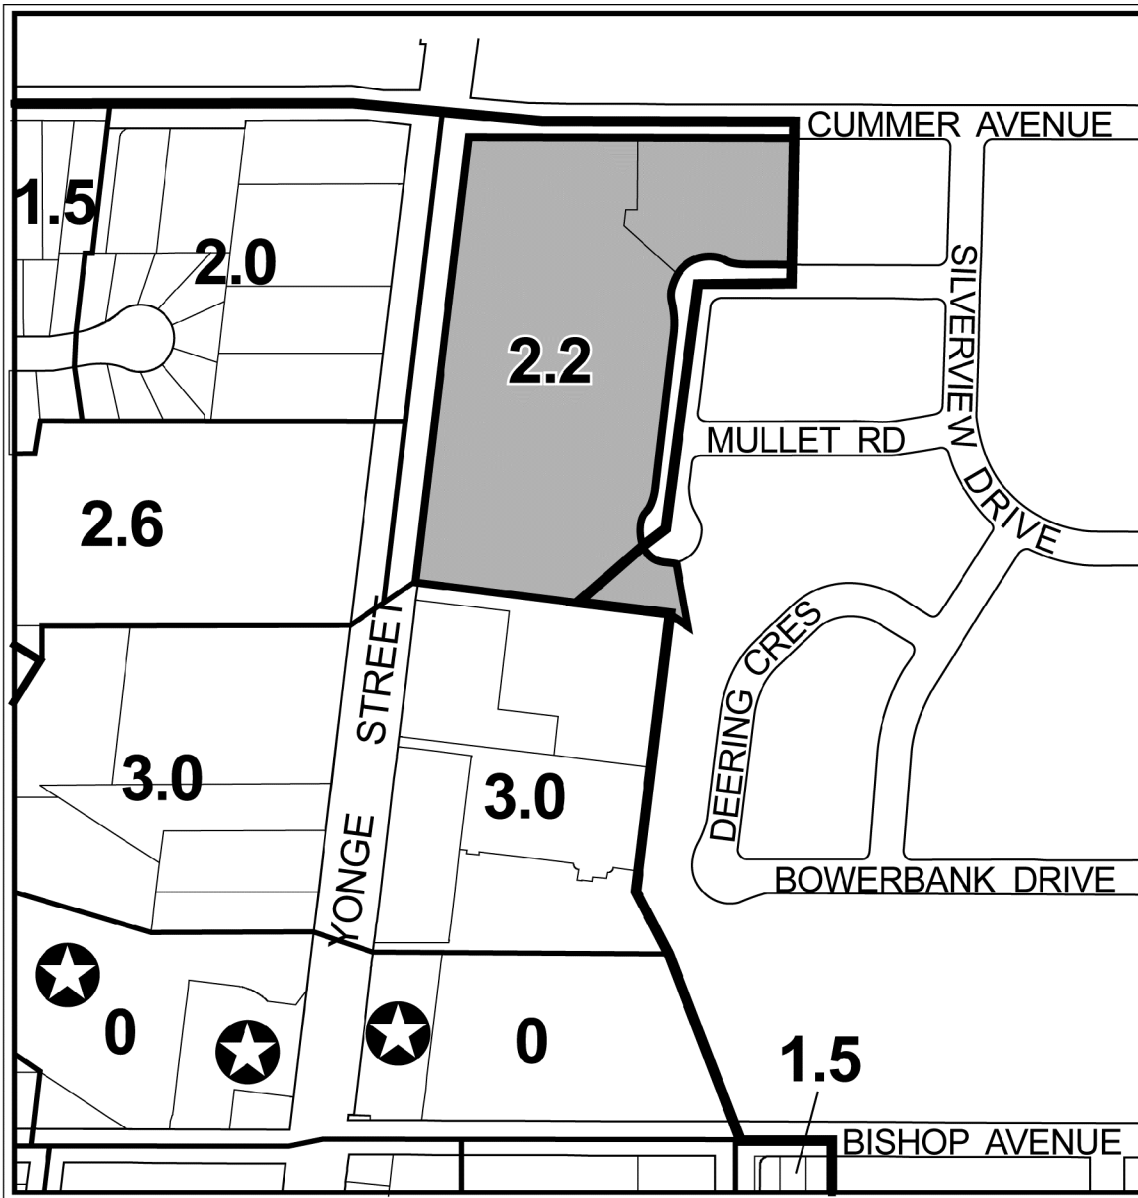 CUMMER AVENUE
1.5
2.0
SILVERVIEW DRIVE
2.2
MULLET RD
2.6
YONGE STREET
DEERING CRES
3.0
3.0
BOWERBANK DRIVE
0
0
1.5
BISHOP AVENUE